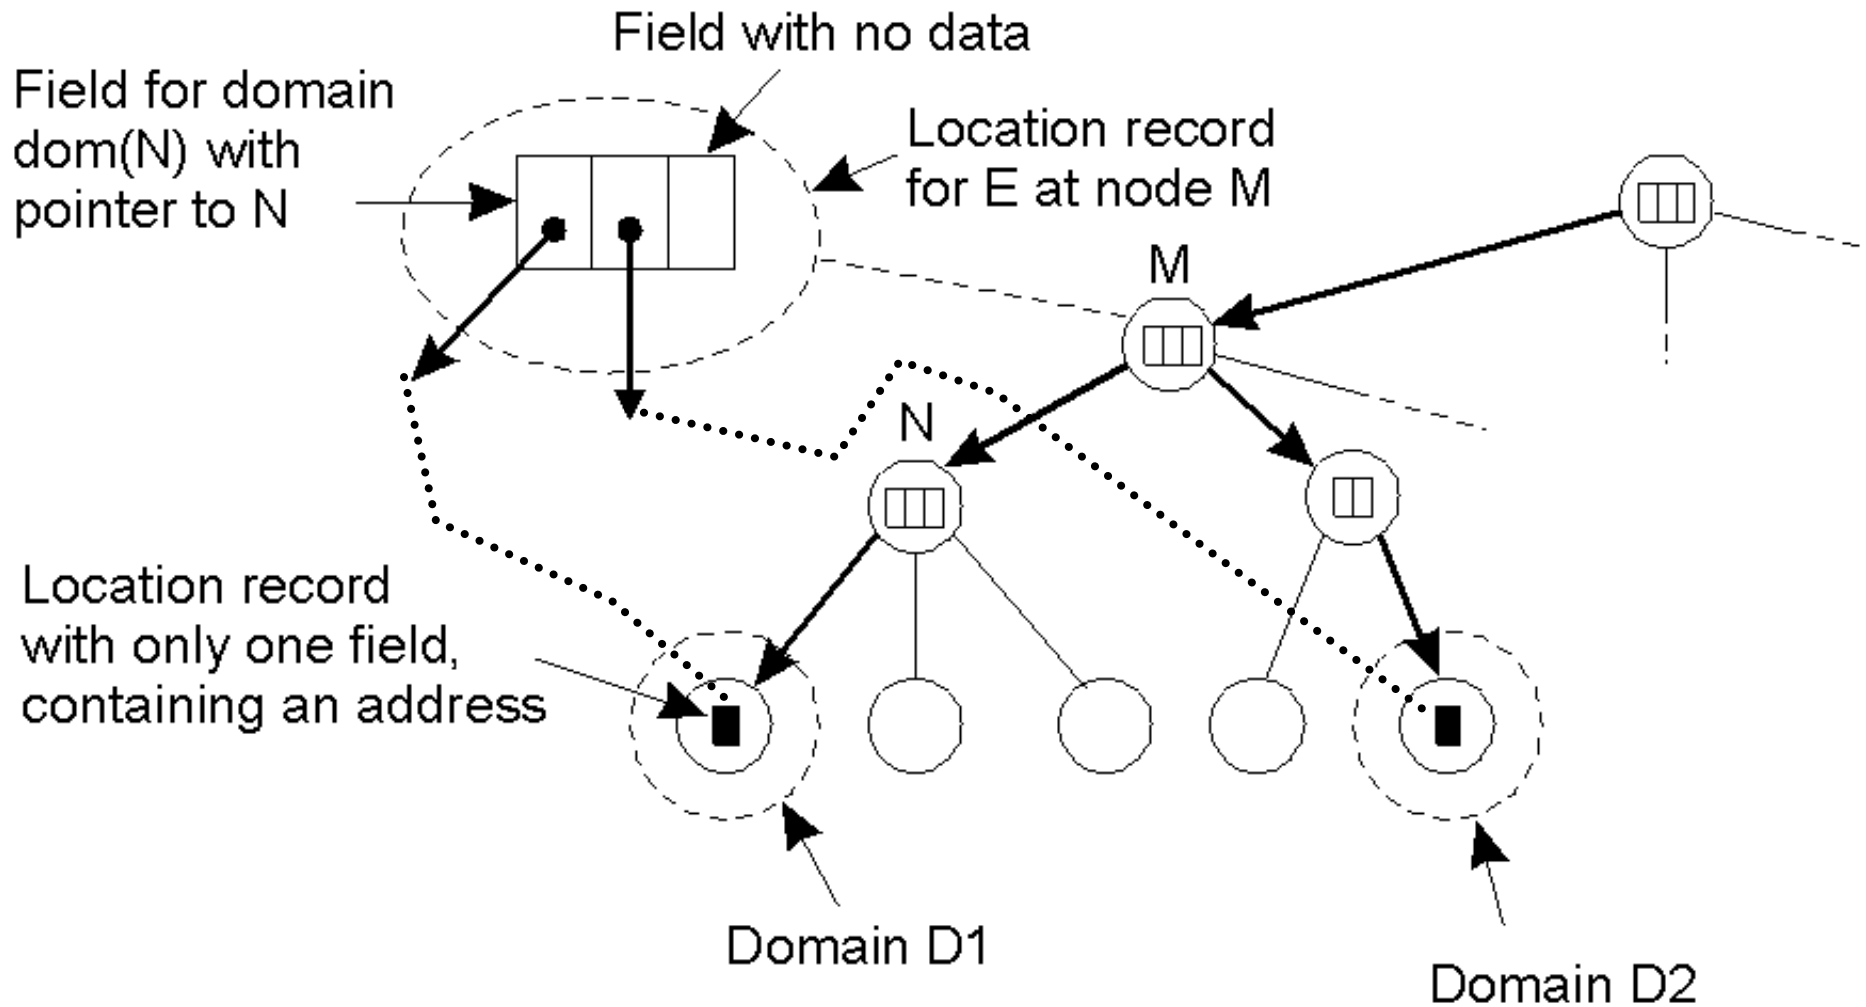 Field with no data
Field for domain
dom(N) with
pointer to N
Location record
for E at node M
M
N
Location record
with only one field,
containing an address
Domain D1
Domain D2